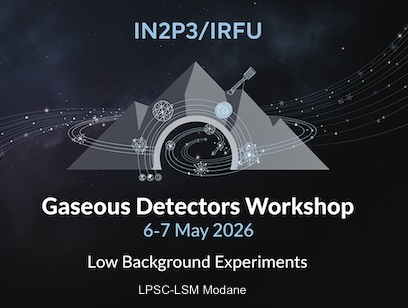 IN2P3/IRFU
Gaseous Detectors Workshop
6-7 May 2026
Low Background Experiments
LPSC-LSM Modane